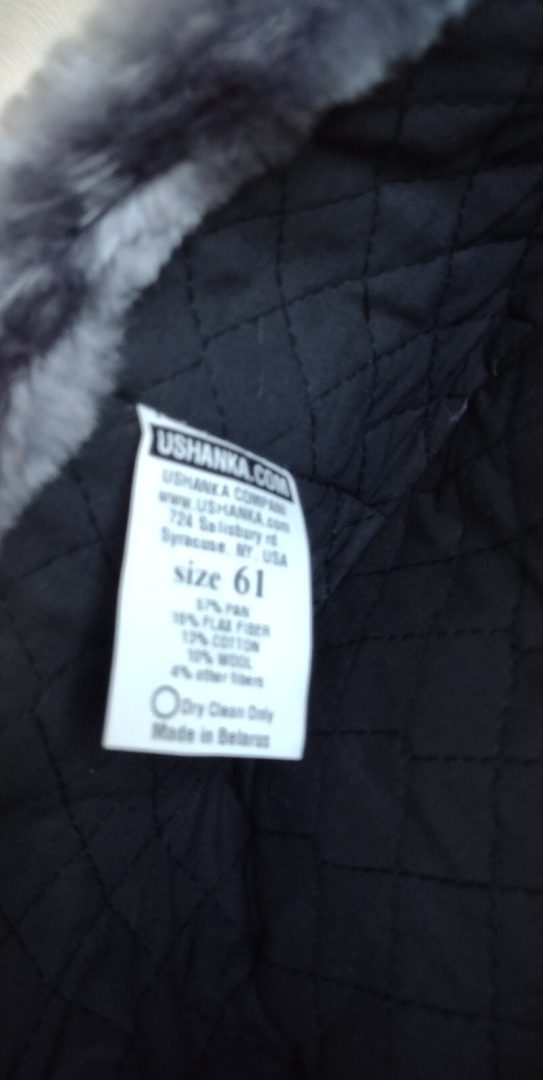 USHANKA.COM
USHANKA COMPANY
www.USHANKA.com
724 Salisbury rd.
Syracuse, NY, USA
size 61
57% PAN
16% FLAX FIBER
13% COTTON
10% WOOL
4% other fibers
Dry Clean Only
Made in Belarus